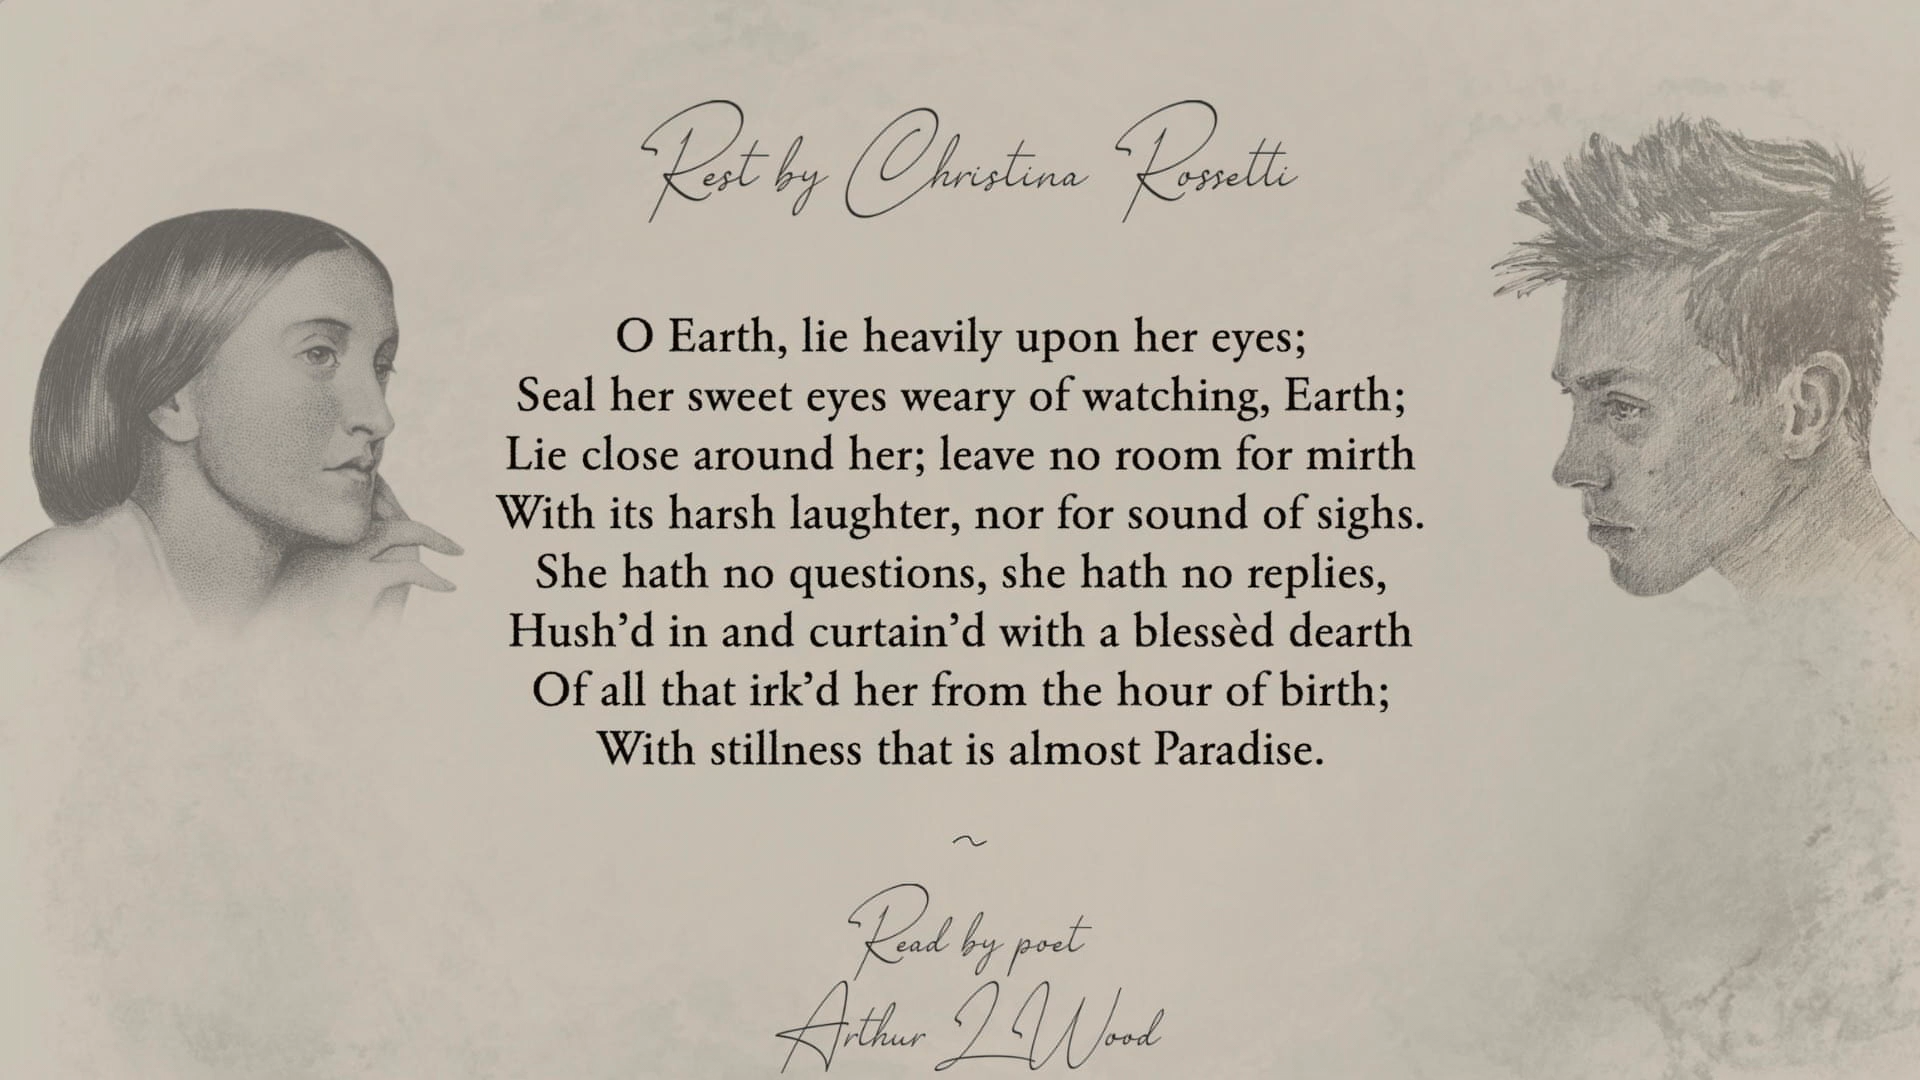 Rest by Christina Rossetti
O Earth, lie heavily upon her eyes;
Seal her sweet eyes weary of watching, Earth;
Lie close around her; leave no room for mirth
With its harsh laughter, nor for sound of sighs.
She hath no questions, she hath no replies,
Hush’d in and curtain’d with a blessèd dearth
Of all that irk’d her from the hour of birth;
With stillness that is almost Paradise.
~
Read by poet
Arthur L Wood